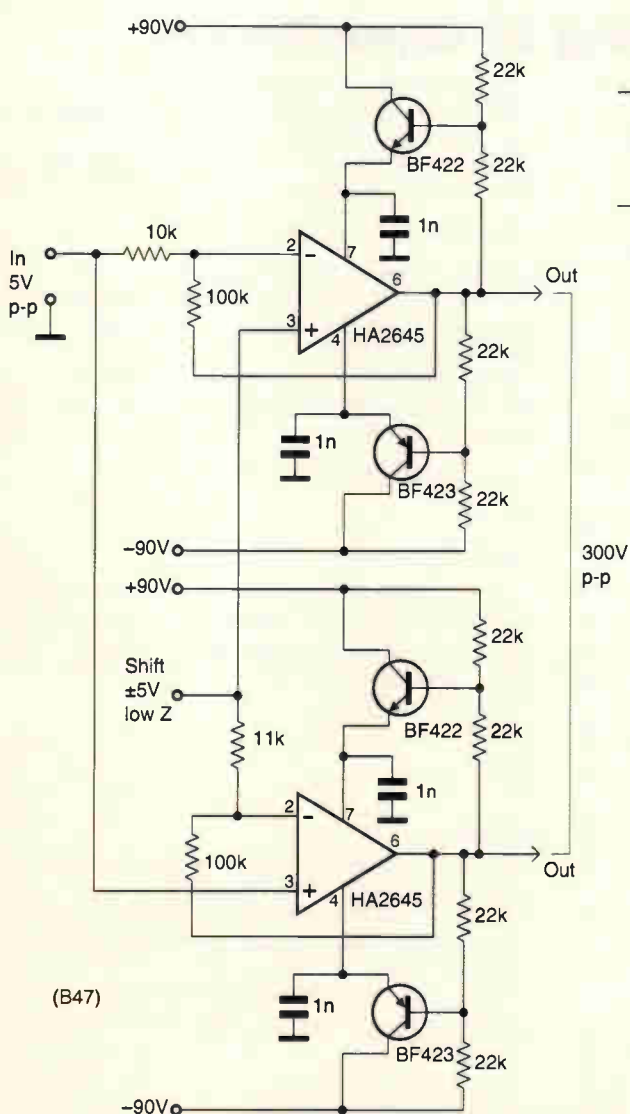 +90V
22k
BF422
22k
1n
In
5V
p-p
10k
100k
2
−
3
+
7
4
6
HA2645
Out
22k
1n
BF423
22k
−90V
300V
p-p
+90V
22k
Shift
±5V
low Z
BF422
22k
11k
1n
100k
2
−
3
+
7
4
6
HA2645
Out
22k
(B47)
1n
BF423
22k
−90V